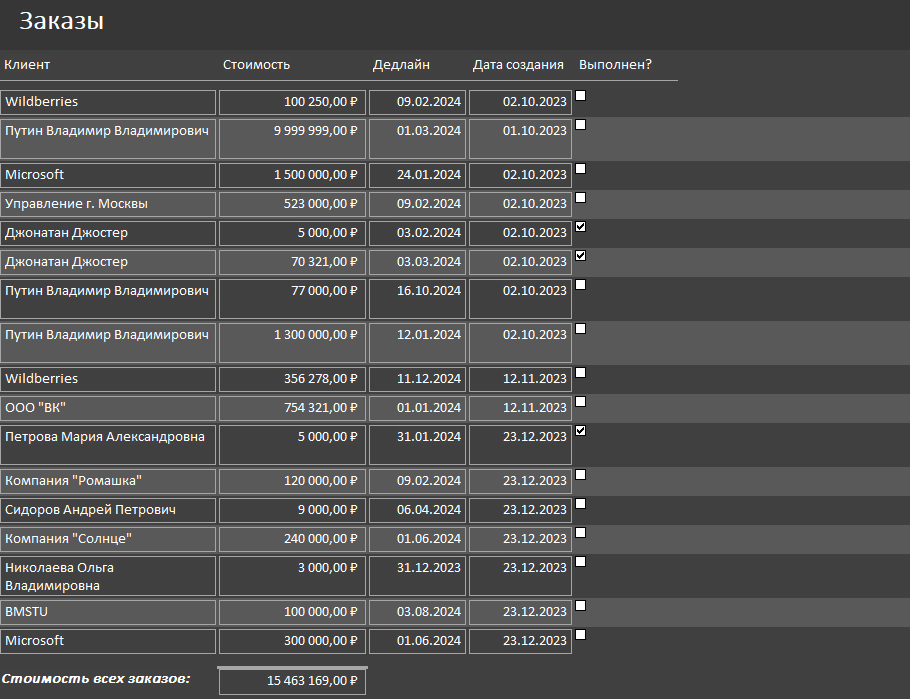 Заказы
Клиент Стоимость Дедлайн Дата создания Выполнен?
Wildberries 100 250,00 ₽ 09.02.2024 02.10.2023
Путин Владимир Владимирович 9 999 999,00 ₽ 01.03.2024 01.10.2023
Microsoft 1 500 000,00 ₽ 24.01.2024 02.10.2023
Управление г. Москвы 523 000,00 ₽ 09.02.2024 02.10.2023
Джонатан Джостер 5 000,00 ₽ 03.02.2024 02.10.2023
Джонатан Джостер 70 321,00 ₽ 03.03.2024 02.10.2023
Путин Владимир Владимирович 77 000,00 ₽ 16.10.2024 02.10.2023
Путин Владимир Владимирович 1 300 000,00 ₽ 12.01.2024 02.10.2023
Wildberries 356 278,00 ₽ 11.12.2024 12.11.2023
ООО "ВК" 754 321,00 ₽ 01.01.2024 12.11.2023
Петрова Мария Александровна 5 000,00 ₽ 31.01.2024 23.12.2023
Компания "Ромашка" 120 000,00 ₽ 09.02.2024 23.12.2023
Сидоров Андрей Петрович 9 000,00 ₽ 06.04.2024 23.12.2023
Компания "Солнце" 240 000,00 ₽ 01.06.2024 23.12.2023
Николаева Ольга 3 000,00 ₽ 31.12.2023 23.12.2023
Владимировна
BMSTU 100 000,00 ₽ 03.08.2024 23.12.2023
Microsoft 300 000,00 ₽ 01.06.2024 23.12.2023
Стоимость всех заказов: 15 463 169,00 ₽